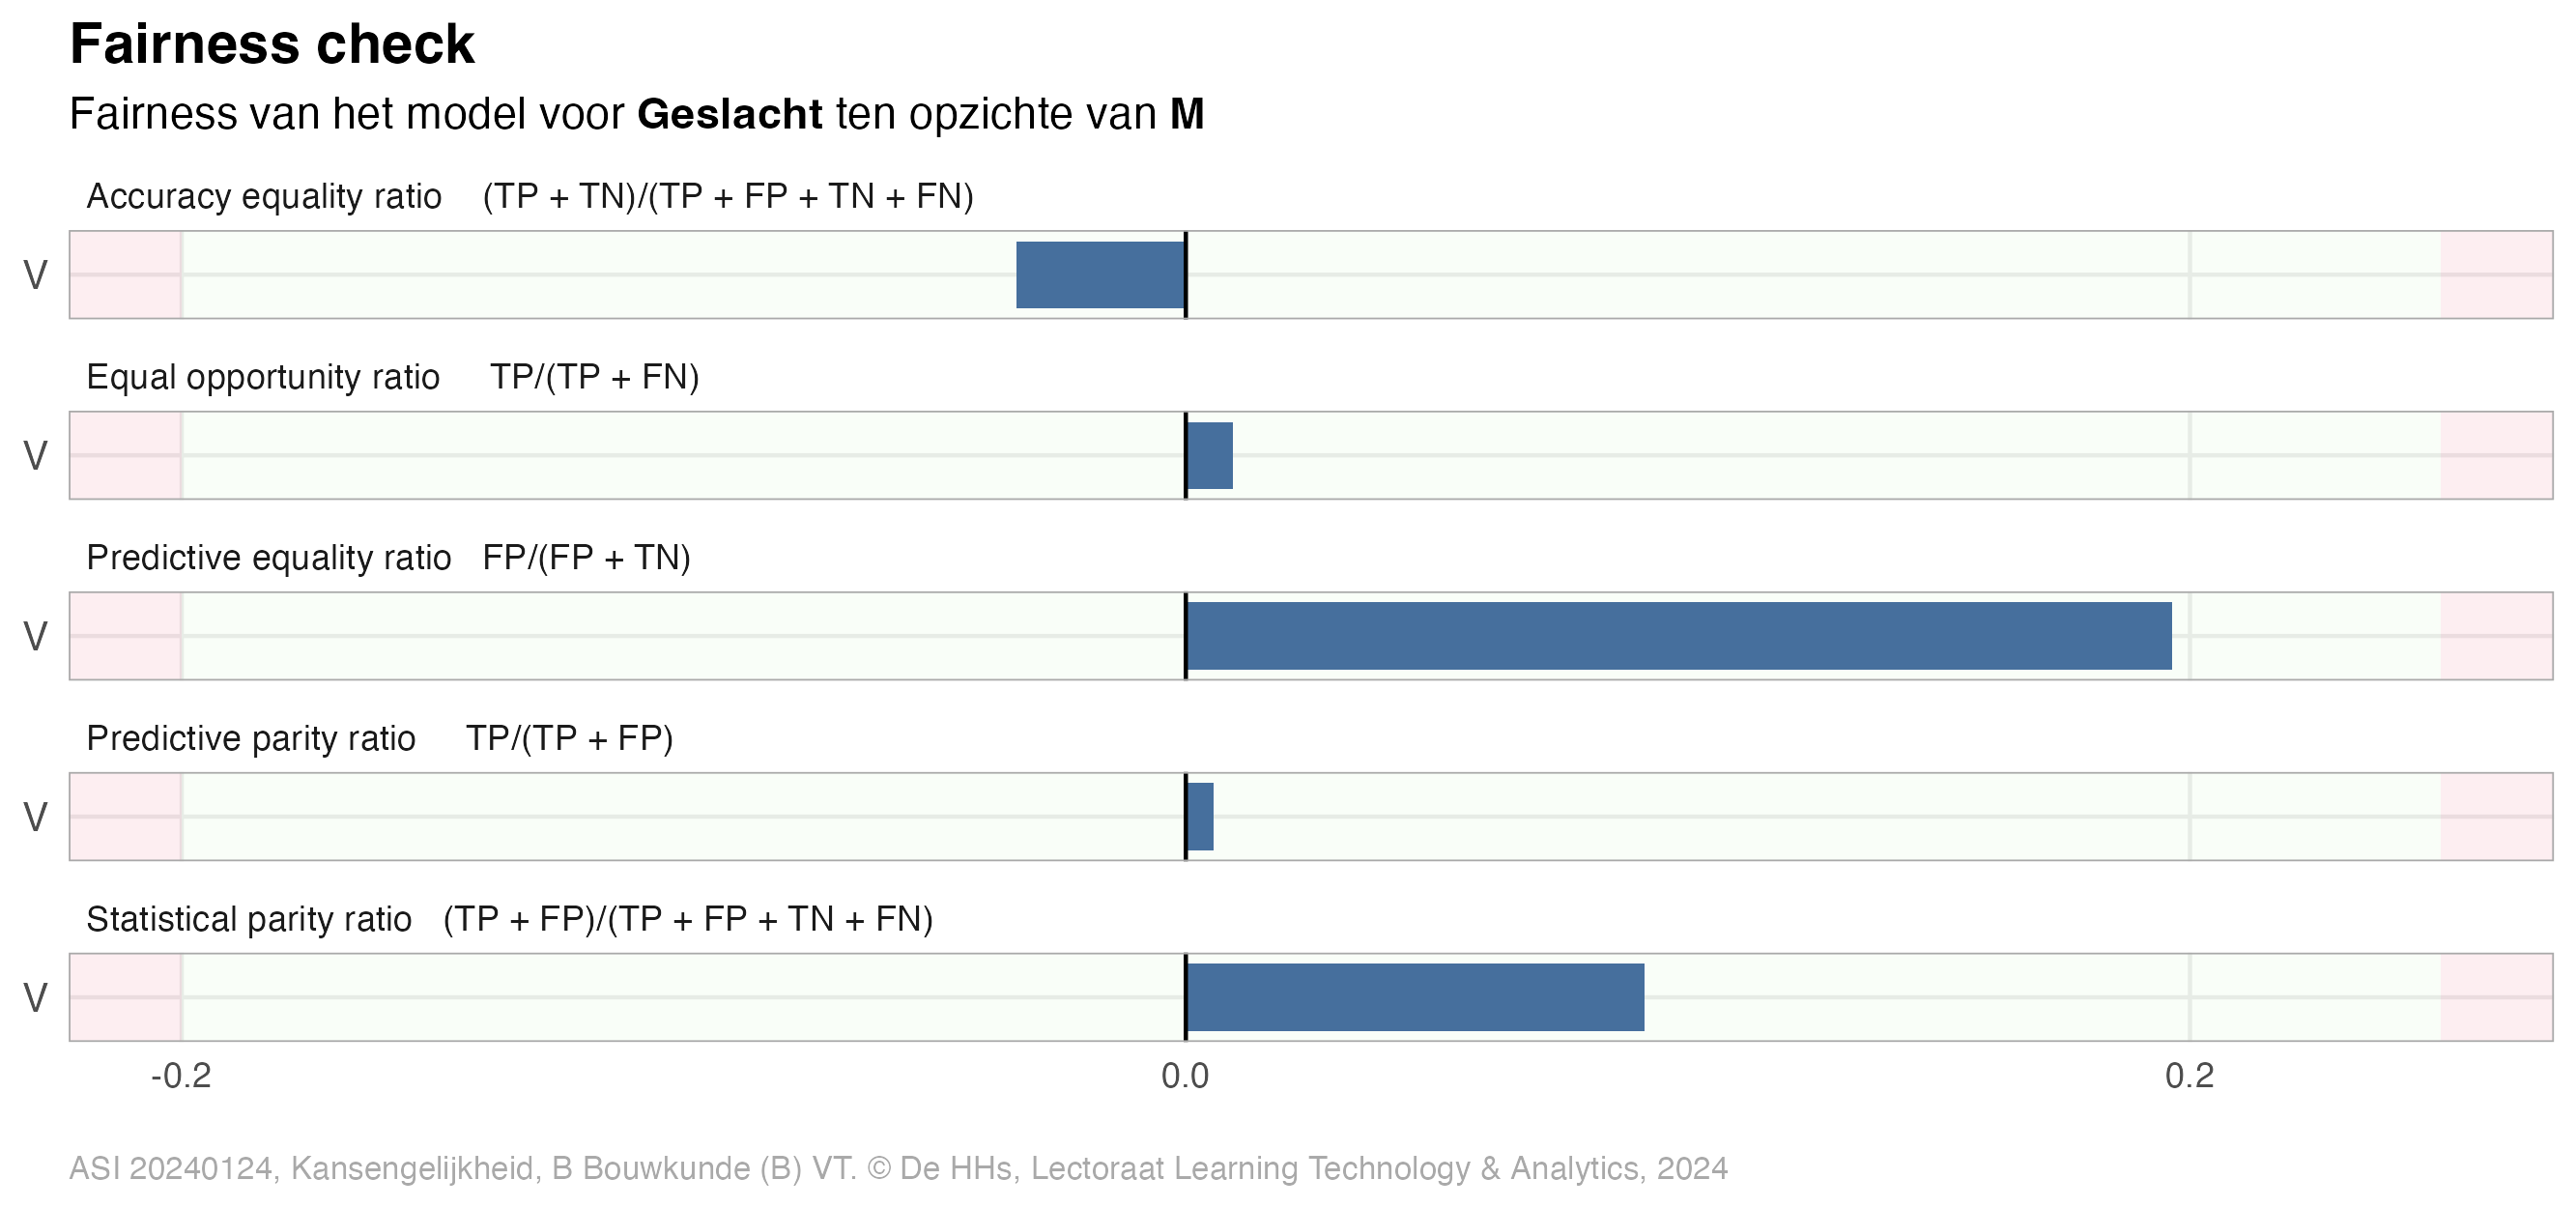 Fairness check
Fairness van het model voor Geslacht ten opzichte van M
Accuracy equality ratio (TP + TN)/(TP + FP + TN + FN)
V
Equal opportunity ratio TP/(TP + FN)
V
Predictive equality ratio FP/(FP + TN)
V
Predictive parity ratio TP/(TP + FP)
V
Statistical parity ratio (TP + FP)/(TP + FP + TN + FN)
V
-0.2 0.0 0.2
ASI 20240124, Kansengelijkheid, B Bouwkunde (B) VT. © De HHs, Lectoraat Learning Technology & Analytics, 2024